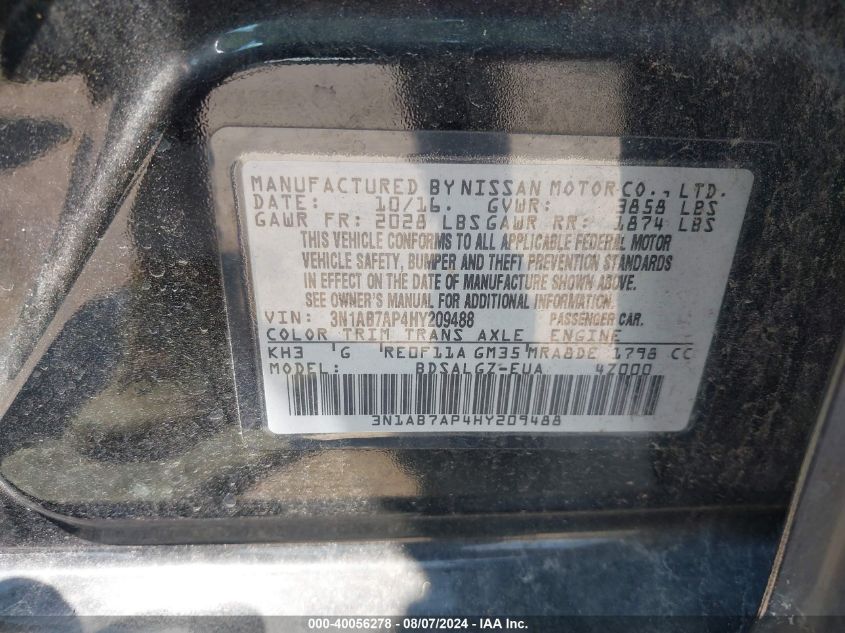 MANUFACTURED BY NISSAN MOTOR CO., LTD.
DATE: 10/16. GVWR: 3858 LBS
GAWR FR: 2028 LBS GAWR RR: 1874 LBS
THIS VEHICLE CONFORMS TO ALL APPLICABLE FEDERAL MOTOR
VEHICLE SAFETY, BUMPER AND THEFT PREVENTION STANDARDS
IN EFFECT ON THE DATE OF MANUFACTURE SHOWN ABOVE.
SEE OWNER'S MANUAL FOR ADDITIONAL INFORMATION.
VIN: 3N1AB7AP4HY209488 PASSENGER CAR.
COLOR TRIM TRANS AXLE ENGINE
KH3 G RE0F11A GM35 MRA8DE 1798 CC
MODEL: BDSALGZ-EUA 4Z000
3N1AB7AP4HY209488
000-40056278 - 08/07/2024 - IAAI.com